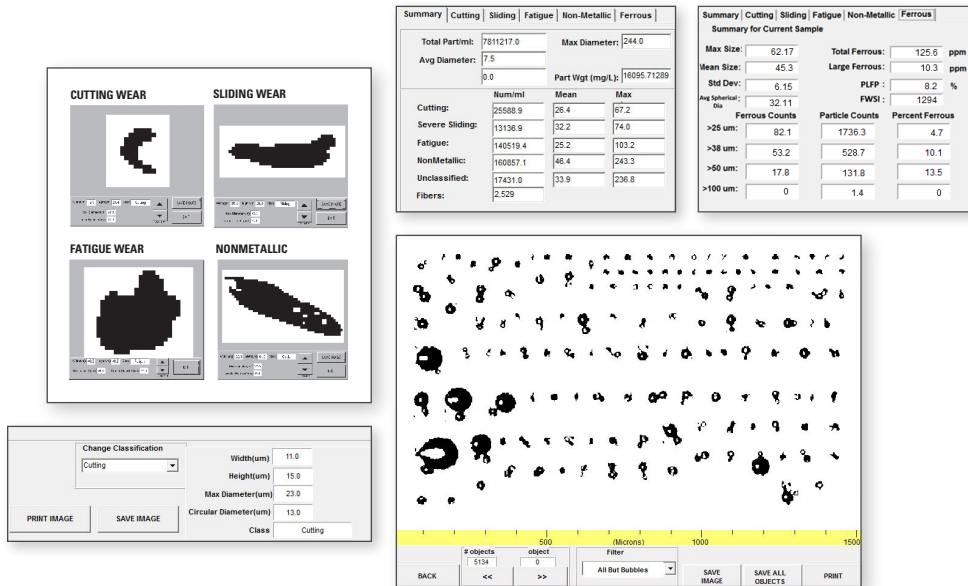 CUTTING WEAR
SLIDING WEAR
FATIGUE WEAR
NONMETALLIC
Summary Cutting Sliding Fatigue Non-Metallic Ferrous
Total Part/ml: 7811217.0 Max Diameter: 244.0
Avg Diameter: 7.5
0.0 Part Wgt (mg/L): 16095.71289
Num/ml Mean Max
Cutting: 25588.9 26.4 67.2
Severe Sliding: 13136.9 32.2 74.0
Fatigue: 140519.4 25.2 103.2
NonMetallic: 160857.1 46.4 243.3
Unclassified: 17431.0 33.9 236.8
Fibers: 2,529
Summary Cutting Sliding Fatigue Non-Metallic Ferrous
Summary for Current Sample
Max Size: 62.17 Total Ferrous: 125.6 ppm
Mean Size: 45.3 Large Ferrous: 10.3 ppm
Std Dev: 6.15 PLFP : 8.2 %
Avg Spherical Dia : 32.11 FWSI : 1294
Ferrous Counts Particle Counts Percent Ferrous
>25 um: 82.1 1736.3 4.7
>38 um: 53.2 528.7 10.1
>50 um: 17.8 131.8 13.5
>100 um: 0 1.4 0
Change Classification
Cutting
Width(um) 11.0
Height(um) 15.0
Max Diameter(um) 23.0
Circular Diameter(um) 13.0
Class Cutting
PRINT IMAGE SAVE IMAGE
500 (Microns) 1000 1500
# objects object Filter
5134 0 All But Bubbles
BACK << >> SAVE IMAGE SAVE ALL OBJECTS PRINT